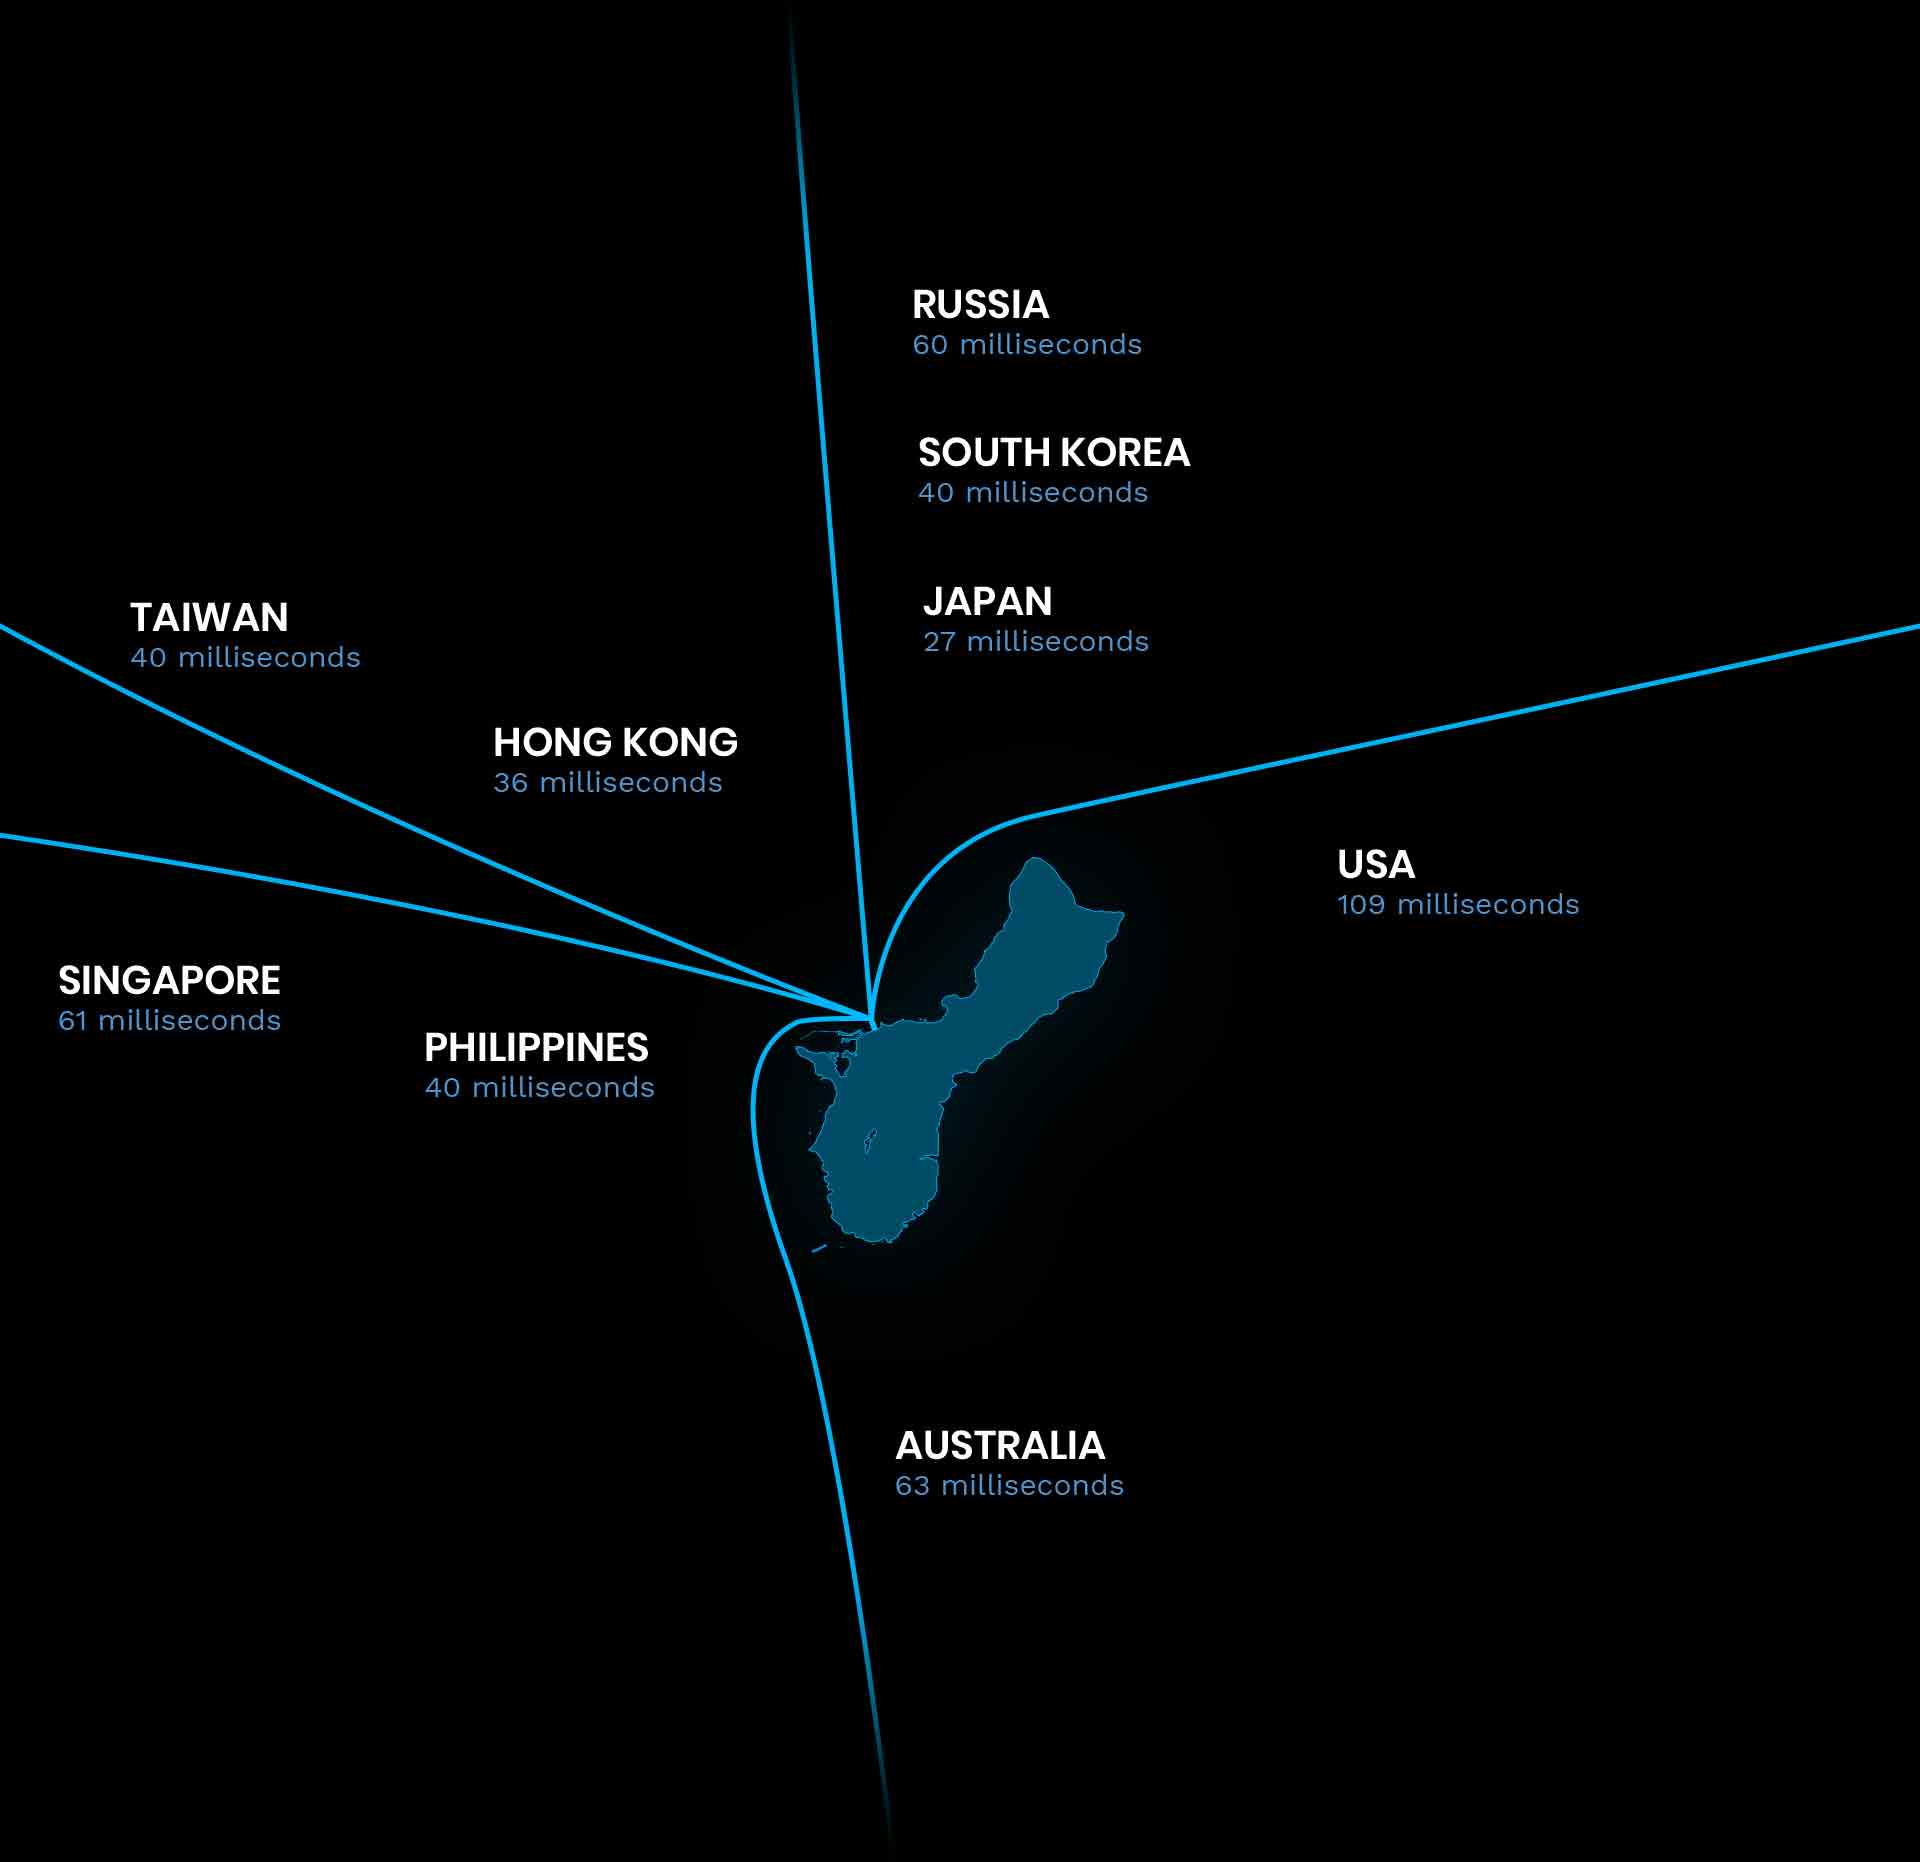 RUSSIA
60 milliseconds
SOUTH KOREA
40 milliseconds
JAPAN
27 milliseconds
TAIWAN
40 milliseconds
HONG KONG
36 milliseconds
USA
109 milliseconds
SINGAPORE
61 milliseconds
PHILIPPINES
40 milliseconds
AUSTRALIA
63 milliseconds